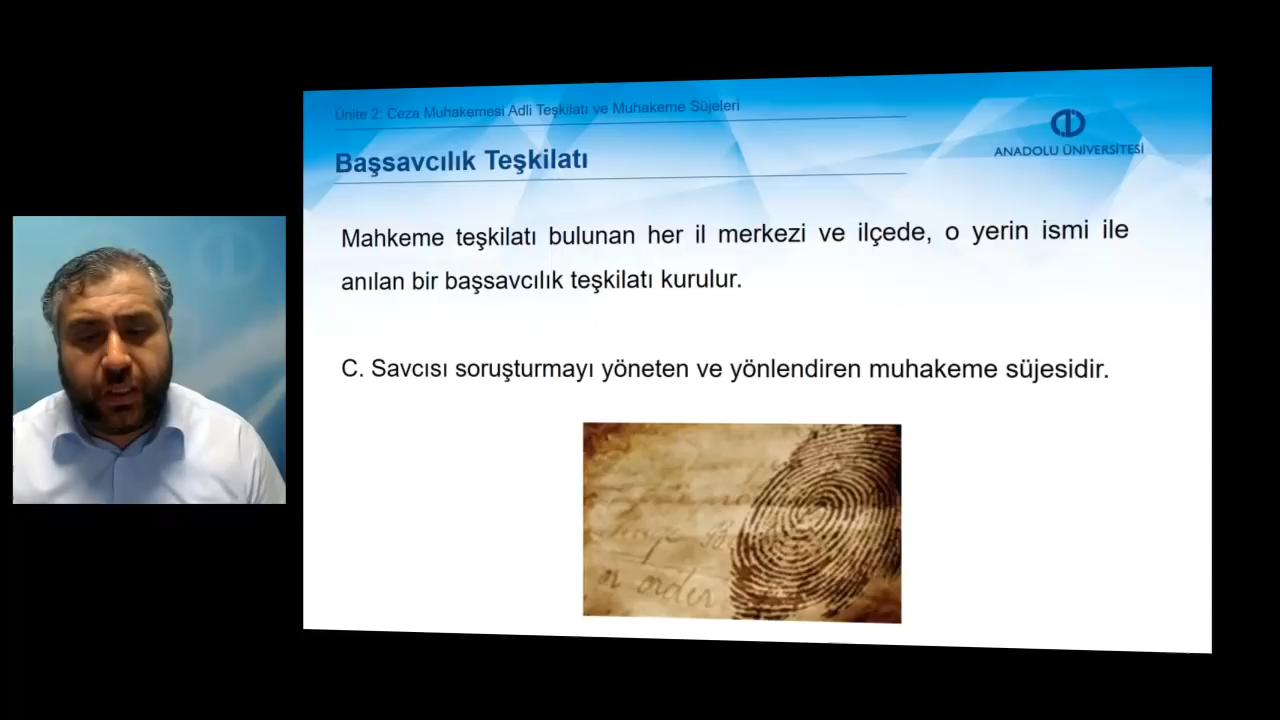 Ünite 2: Ceza Muhakemesi Adli Teşkilatı ve Muhakeme Süjeleri
Başsavcılık Teşkilatı
ANADOLU ÜNİVERSİTESİ
Mahkeme teşkilatı bulunan her il merkezi ve ilçede, o yerin ismi ile
anılan bir başsavcılık teşkilatı kurulur.
C. Savcısı soruşturmayı yöneten ve yönlendiren muhakeme süjesidir.
or order